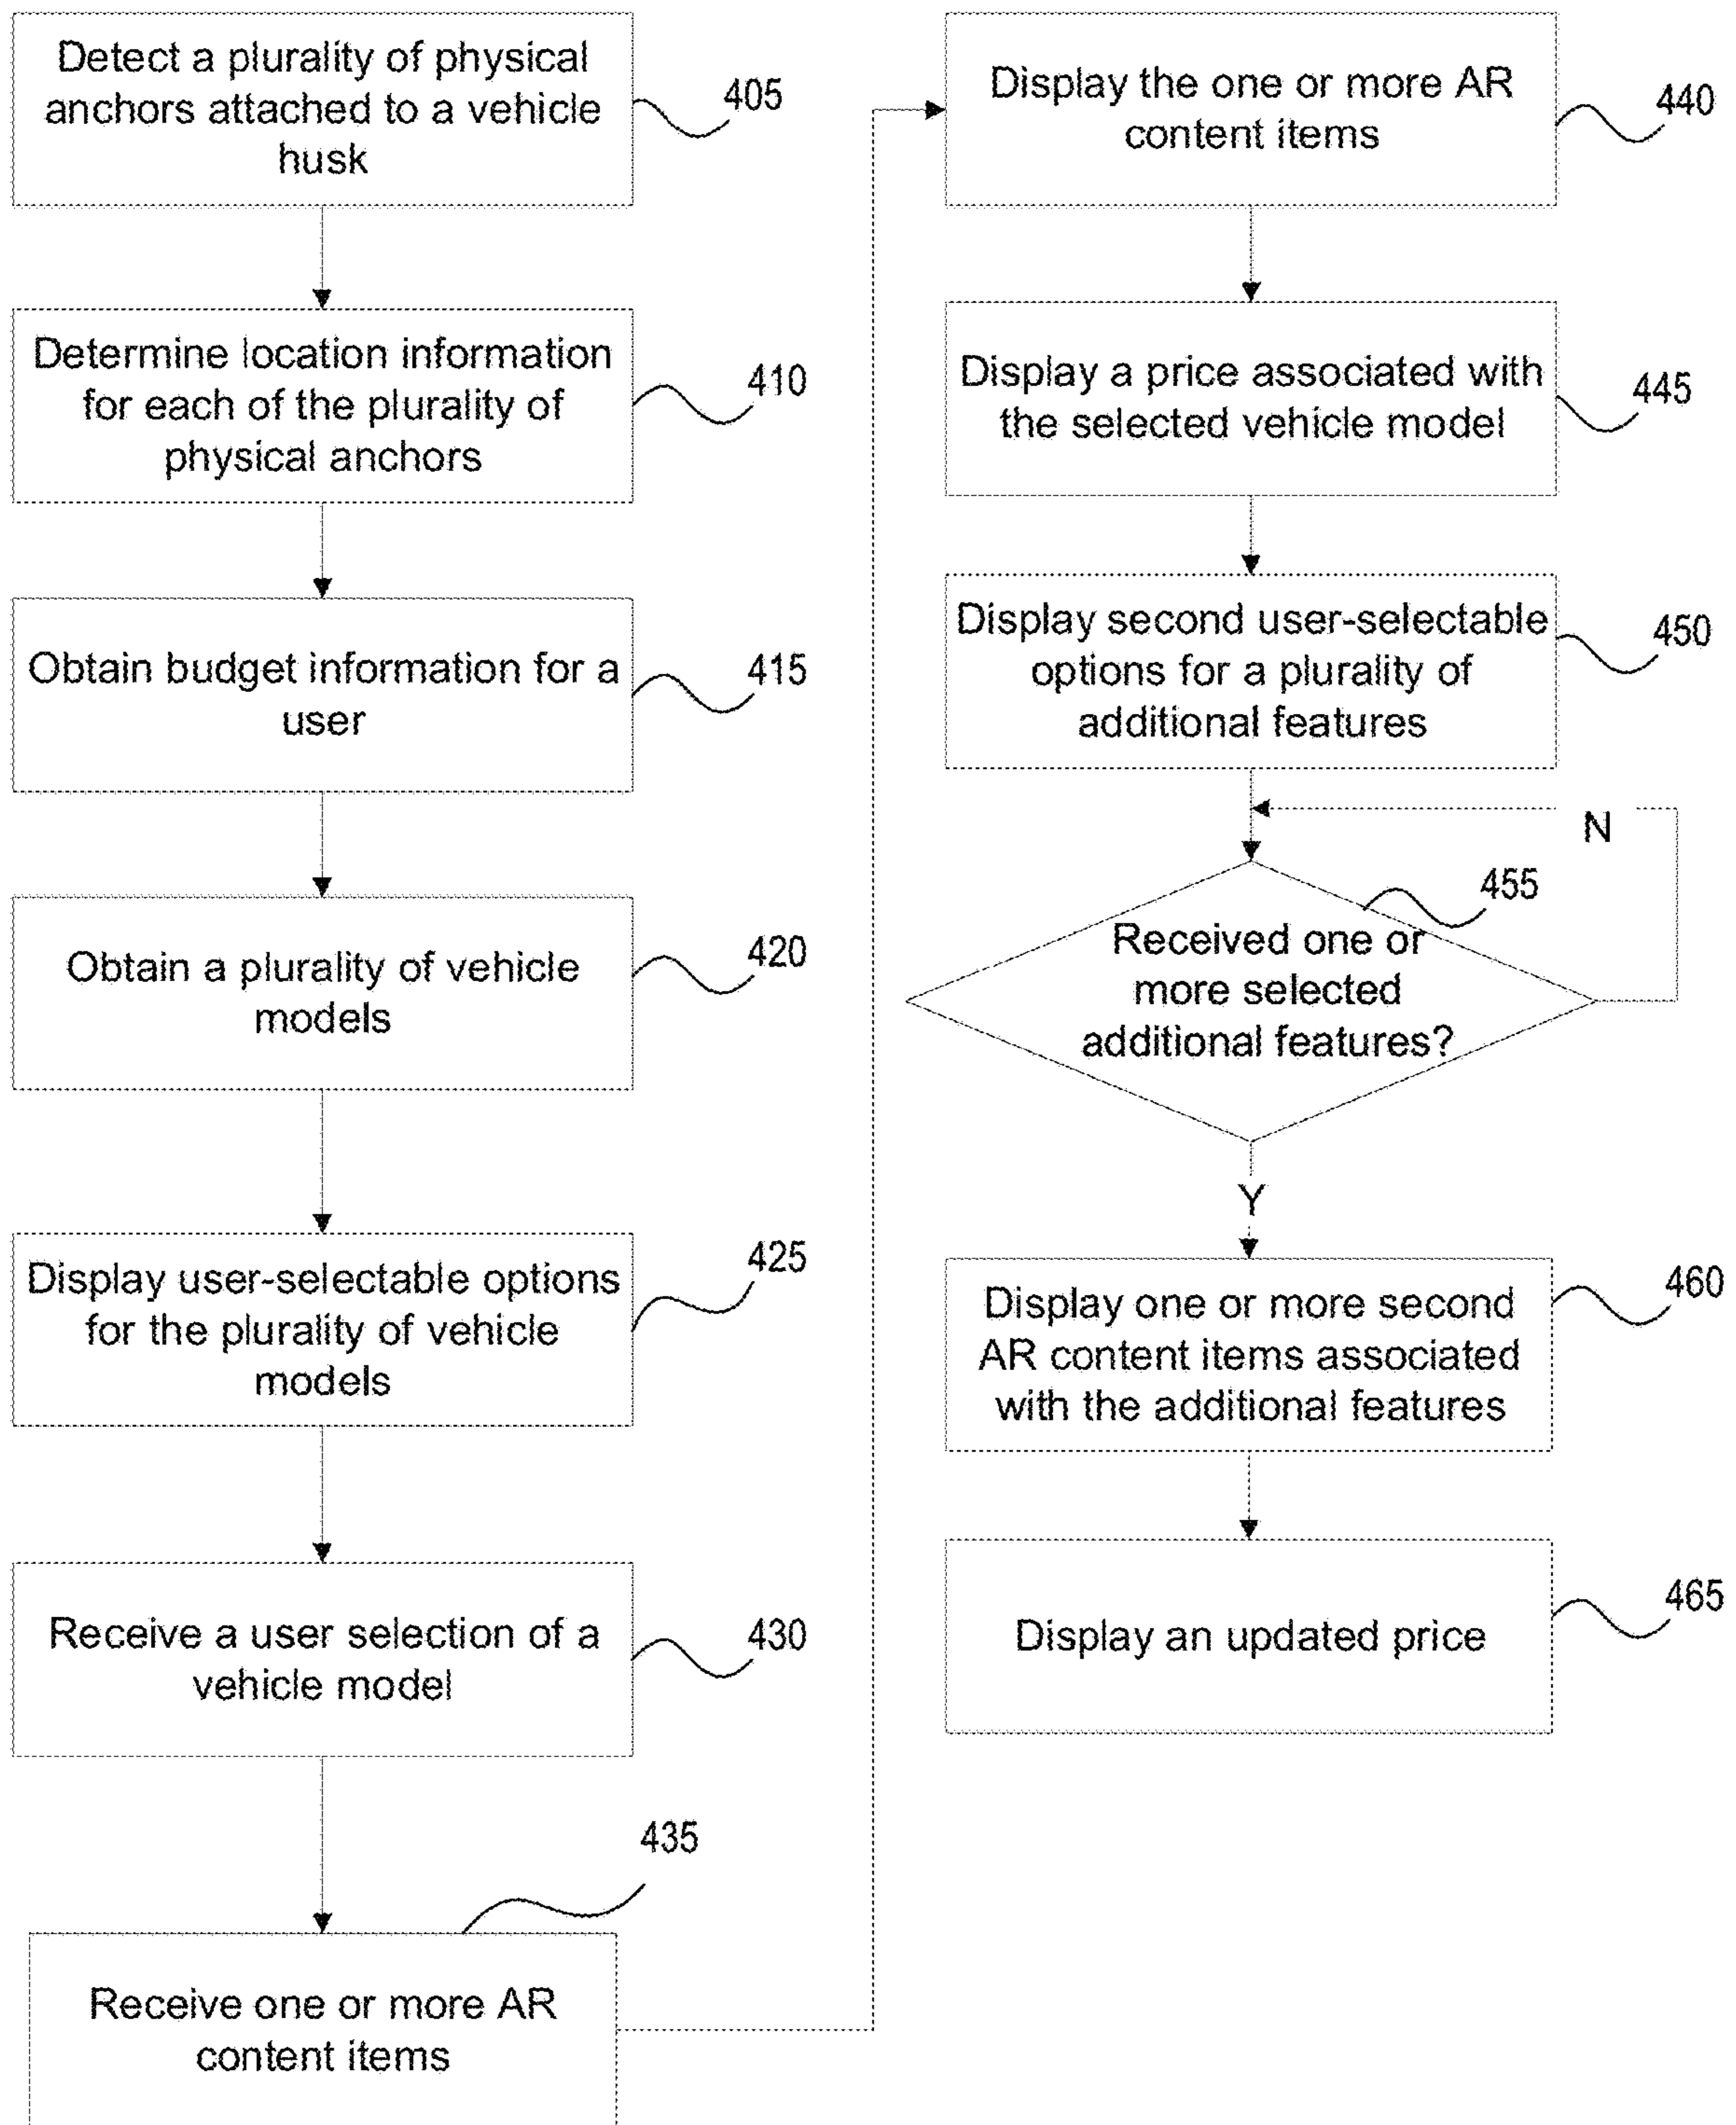 Detect a plurality of physical
anchors attached to a vehicle
husk
405
Determine location information
for each of the plurality of
physical anchors
410
Obtain budget information for a
user
415
Obtain a plurality of vehicle
models
420
Display user-selectable options
for the plurality of vehicle
models
425
Receive a user selection of a
vehicle model
430
435
Receive one or more AR
content items
Display the one or more AR
content items
440
Display a price associated with
the selected vehicle model
445
Display second user-selectable
options for a plurality of
additional features
450
N
455
Received one or
more selected
additional features?
Y
Display one or more second
AR content items associated
with the additional features
460
Display an updated price
465